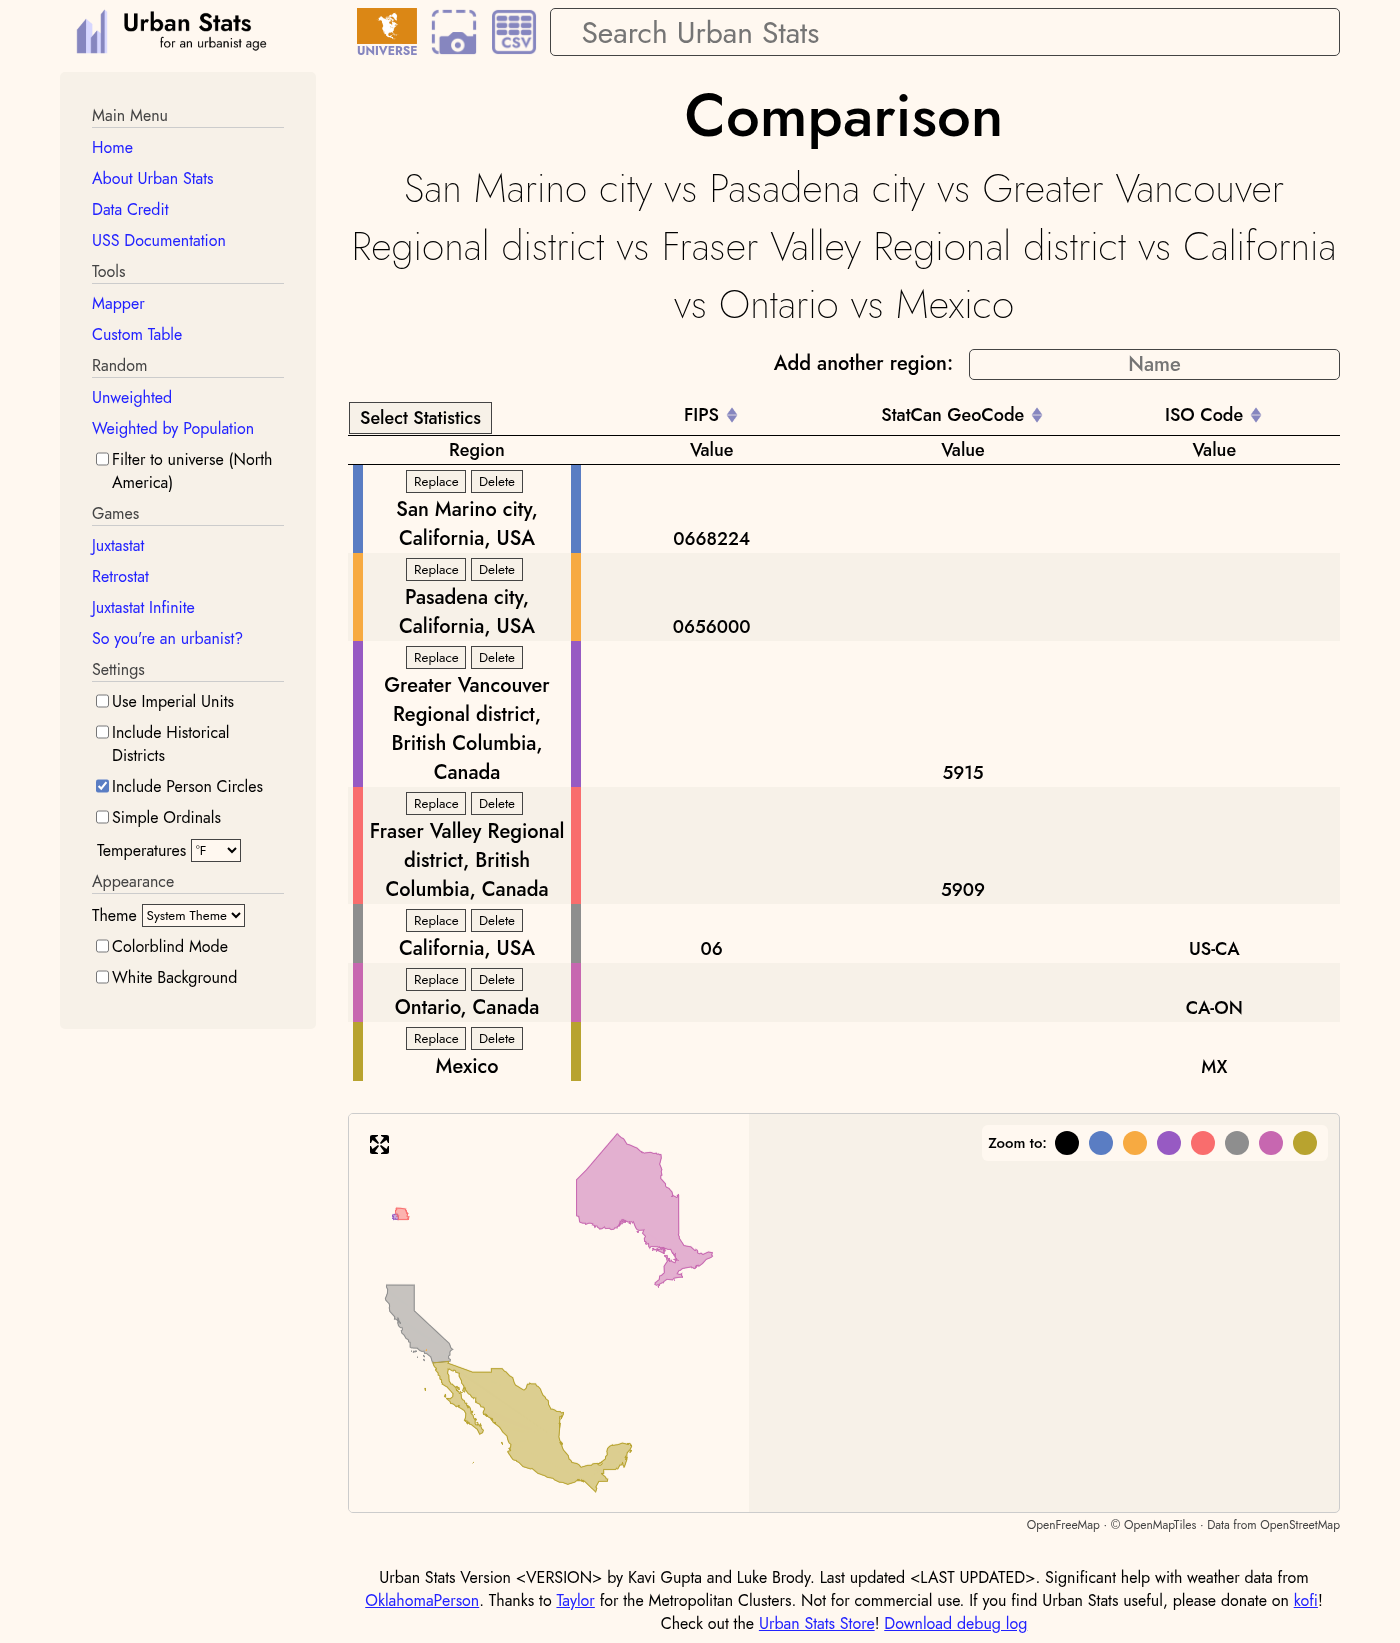 Urban Stats
for an urbanist age
UNIVERSE
CSV
Search Urban Stats
Main Menu
Home
About Urban Stats
Data Credit
USS Documentation
Tools
Mapper
Custom Table
Random
Unweighted
Weighted by Population
Filter to universe (North
America)
Games
Juxtastat
Retrostat
Juxtastat Infinite
So you're an urbanist?
Settings
Use Imperial Units
Include Historical
Districts
Include Person Circles
Simple Ordinals
Temperatures °F
Appearance
Theme System Theme
Colorblind Mode
White Background
Comparison
San Marino city vs Pasadena city vs Greater Vancouver
Regional district vs Fraser Valley Regional district vs California
vs Ontario vs Mexico
Add another region: Name
Select Statistics FIPS StatCan GeoCode ISO Code
Region Value Value Value
Replace Delete
San Marino city,
California, USA 0668224
Replace Delete
Pasadena city,
California, USA 0656000
Replace Delete
Greater Vancouver
Regional district,
British Columbia,
Canada 5915
Replace Delete
Fraser Valley Regional
district, British
Columbia, Canada 5909
Replace Delete
California, USA 06 US-CA
Replace Delete
Ontario, Canada CA-ON
Replace Delete
Mexico MX
Zoom to:
OpenFreeMap · © OpenMapTiles · Data from OpenStreetMap
Urban Stats Version <VERSION> by Kavi Gupta and Luke Brody. Last updated <LAST UPDATED>. Significant help with weather data from
OklahomaPerson. Thanks to Taylor for the Metropolitan Clusters. Not for commercial use. If you find Urban Stats useful, please donate on kofi!
Check out the Urban Stats Store! Download debug log